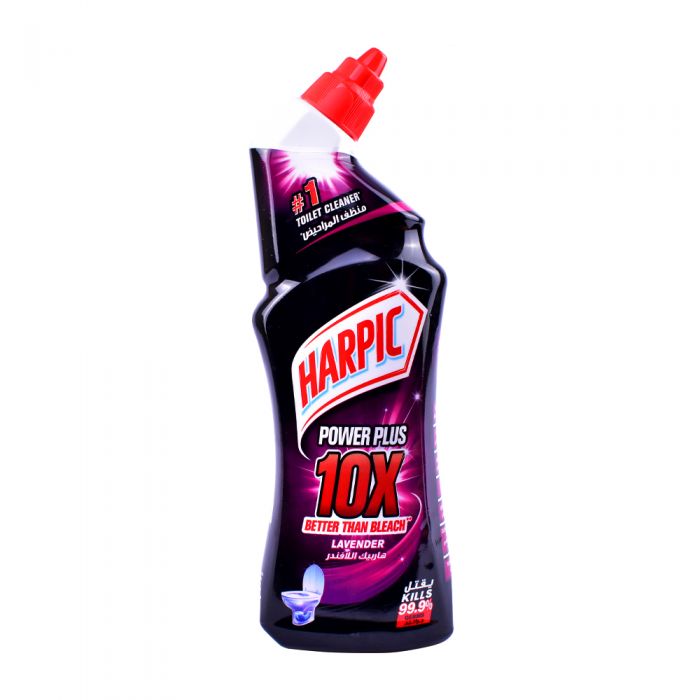 #1
TOILET CLEANER*
منظف المراحيض*
HARPIC
POWER PLUS
10X
BETTER THAN BLEACH**
LAVENDER
هاربيك اللافندر
يقتل
KILLS
99.9%